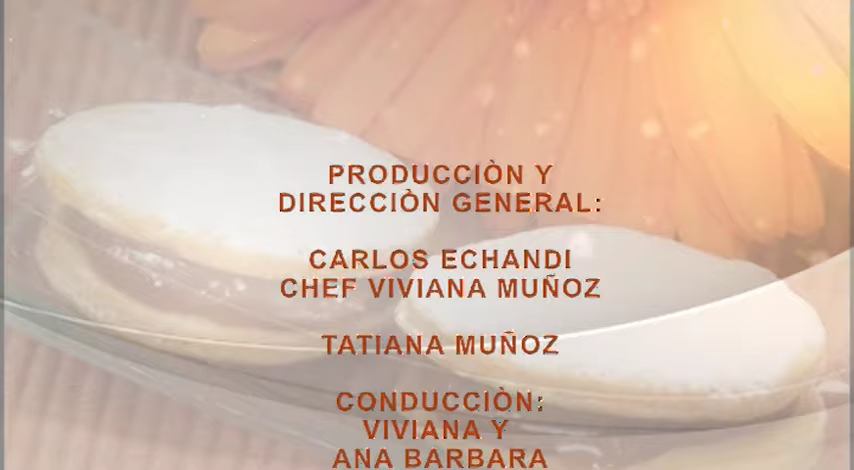 PRODUCCIÒN Y
DIRECCIÒN GENERAL:
CARLOS ECHANDI
CHEF VIVIANA MUÑOZ
TATIANA MUÑOZ
CONDUCCIÒN:
VIVIANA Y
ANA BARBARA